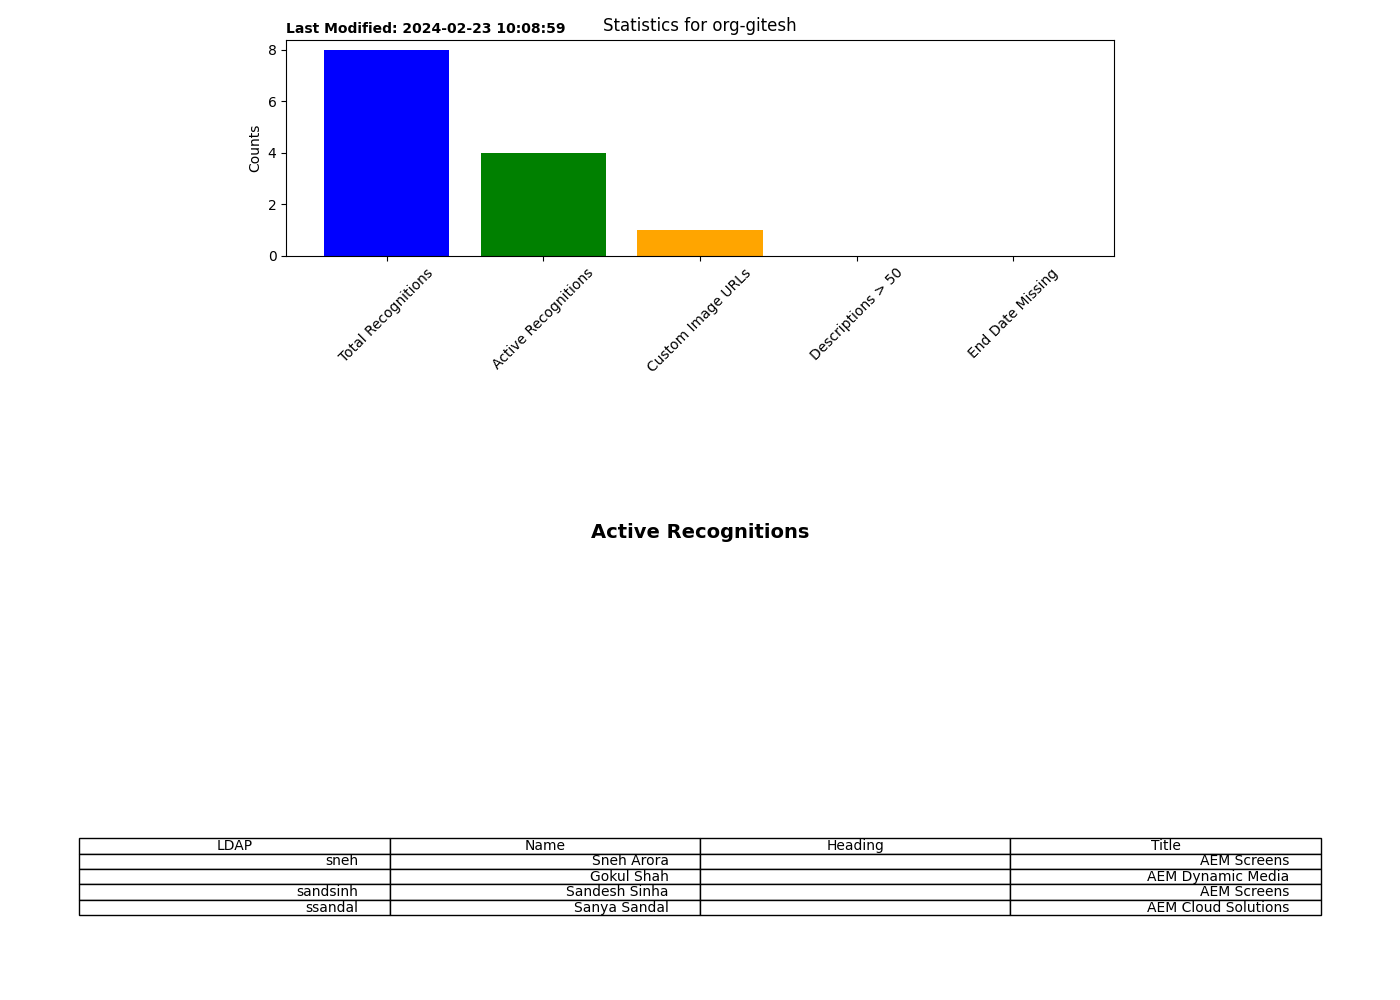 Last Modified: 2024-02-23 10:08:59 Statistics for org-gitesh
8
6
4
2
0
Counts
Total Recognitions
Active Recognitions
Custom Image URLs
Descriptions > 50
End Date Missing
Active Recognitions
LDAP Name Heading Title
sneh Sneh Arora AEM Screens
Gokul Shah AEM Dynamic Media
sandsinh Sandesh Sinha AEM Screens
ssandal Sanya Sandal AEM Cloud Solutions